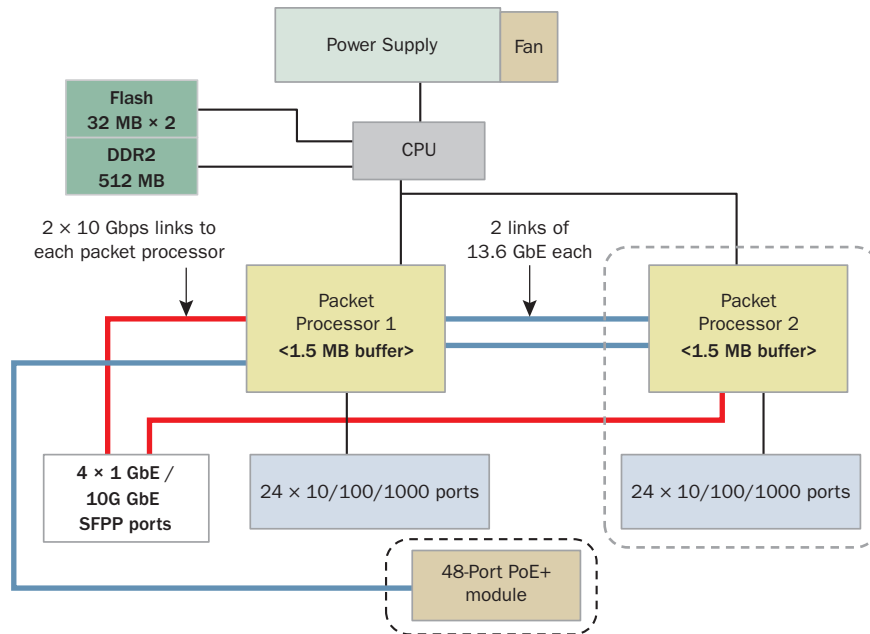 Power Supply
Fan
Flash
32 MB × 2
DDR2
512 MB
CPU
2 × 10 Gbps links to
each packet processor
2 links of
13.6 GbE each
Packet
Processor 1
<1.5 MB buffer>
Packet
Processor 2
<1.5 MB buffer>
4 × 1 GbE /
10G GbE
SFPP ports
24 × 10/100/1000 ports
24 × 10/100/1000 ports
48-Port PoE+
module